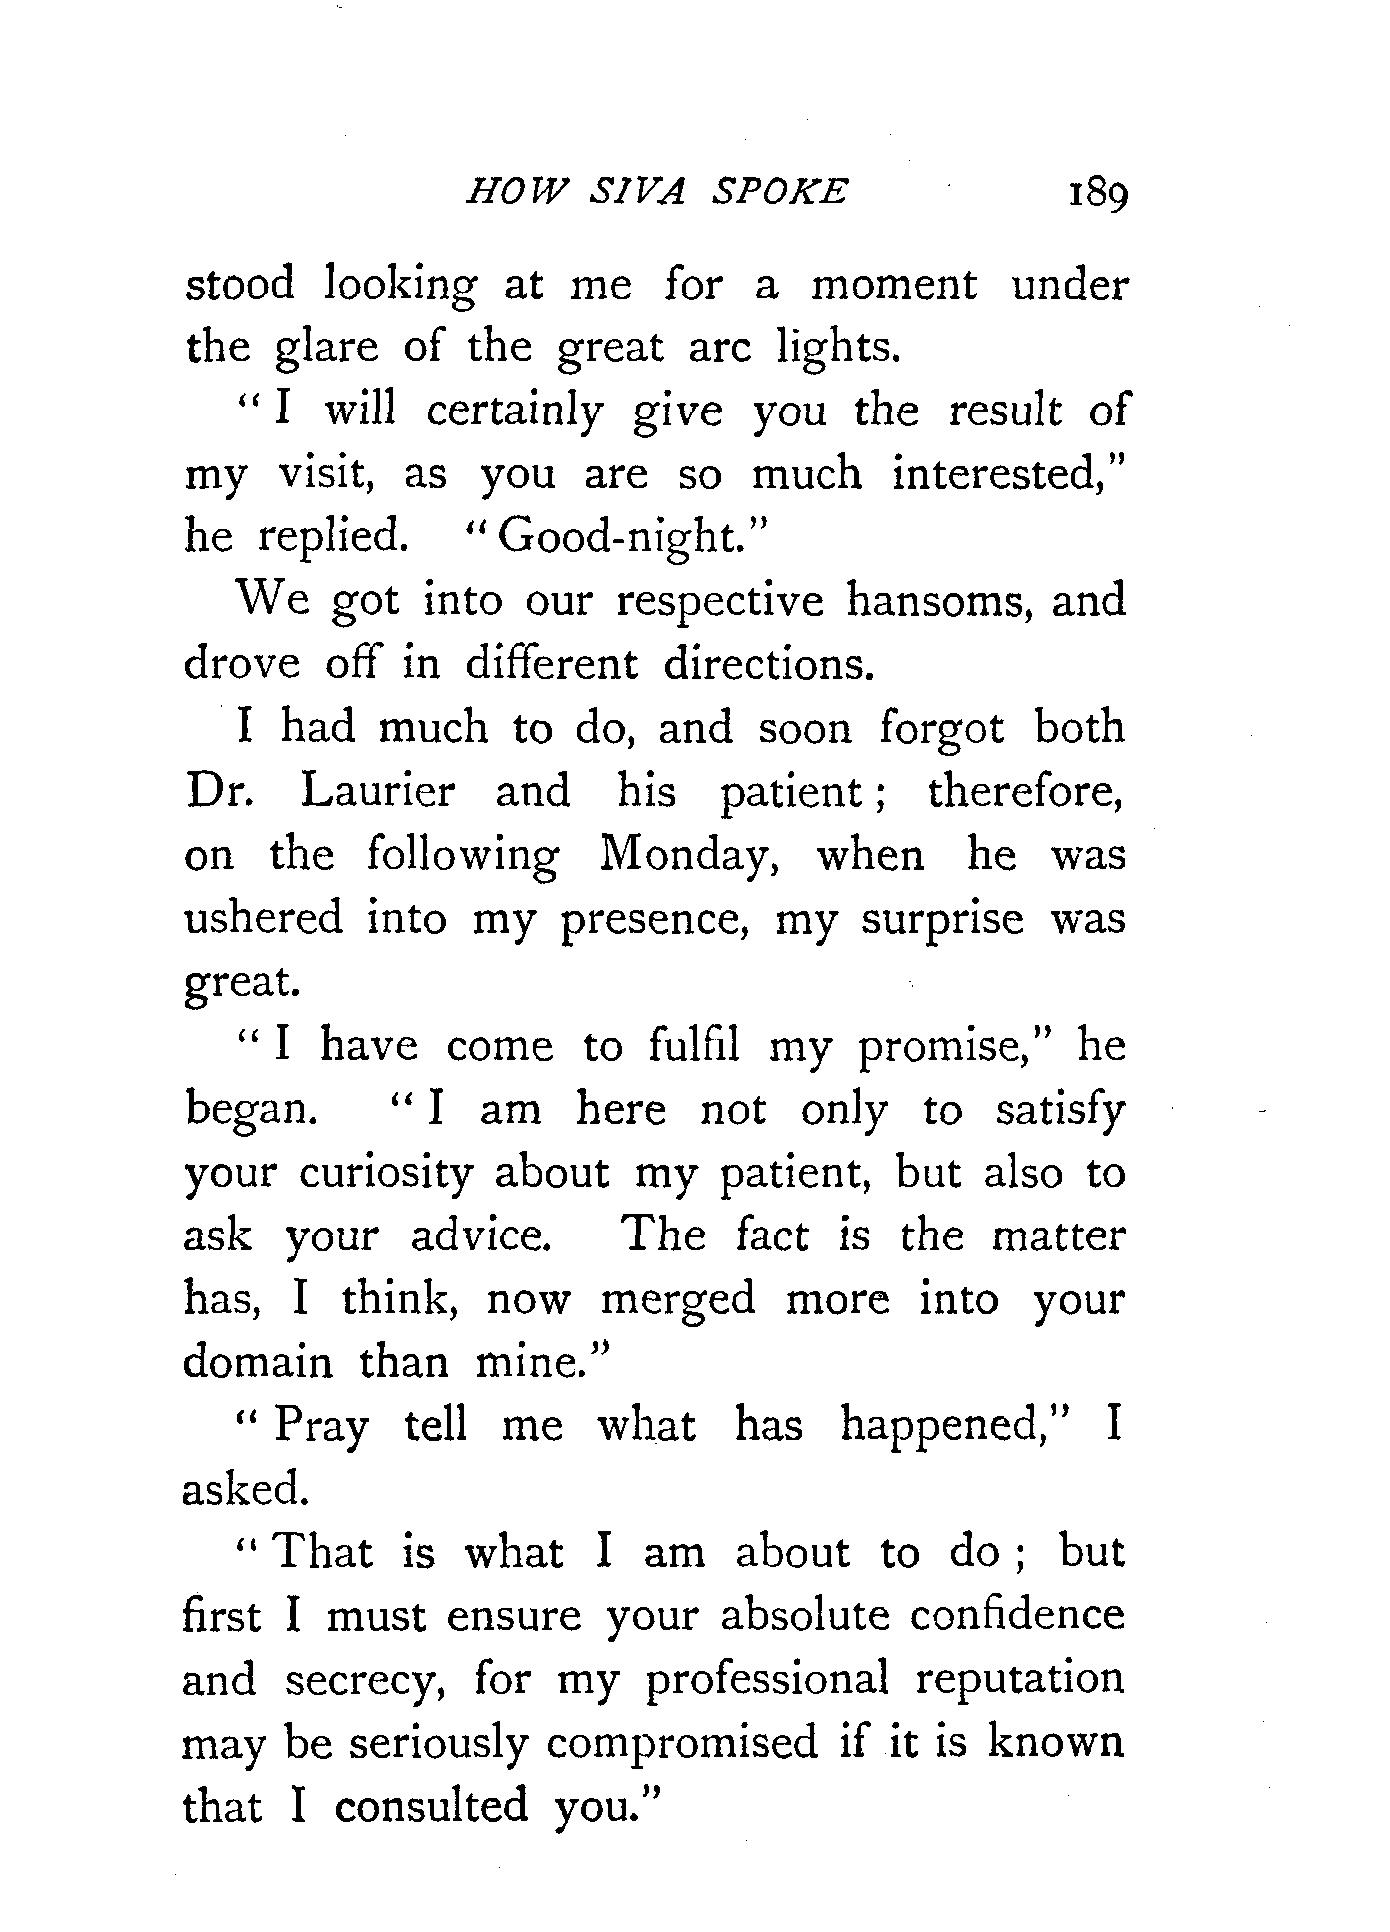 HOW SIVA SPOKE 189
stood looking at me for a moment under
the glare of the great arc lights.
“ I will certainly give you the result of
my visit, as you are so much interested,”
he replied. “ Good-night.”
We got into our respective hansoms, and
drove off in different directions.
I had much to do, and soon forgot both
Dr. Laurier and his patient ; therefore,
on the following Monday, when he was
ushered into my presence, my surprise was
great.
“ I have come to fulfil my promise,” he
began. “ I am here not only to satisfy
your curiosity about my patient, but also to
ask your advice. The fact is the matter
has, I think, now merged more into your
domain than mine.”
“ Pray tell me what has happened,” I
asked.
“ That is what I am about to do ; but
first I must ensure your absolute confidence
and secrecy, for my professional reputation
may be seriously compromised if it is known
that I consulted you.”